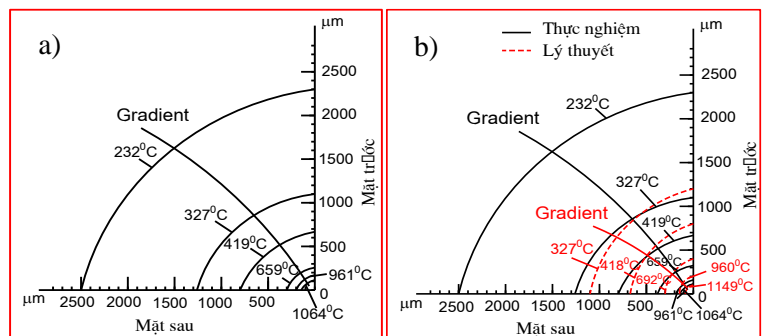 a)
µm
2500
2000
Gradient
232⁰C
1500
1000
327⁰C
419⁰C
500
659⁰C
961⁰C
0
1064⁰C
µm
2500
2000
1500
1000
500
Mặt sau
b)
Thực nghiệm
Lý thuyết
µm
2500
232⁰C
2000
Gradient
1500
327⁰C
1000
Gradient
419⁰C
327⁰C
500
418⁰C
659⁰C
692⁰C
960⁰C
1149⁰C
0
961⁰C
1064⁰C
µm
2500
2000
1500
1000
500
Mặt sau